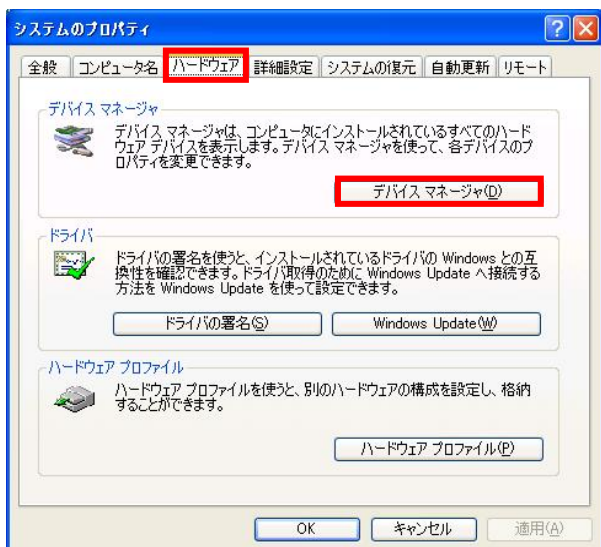 システムのプロパティ
全般 コンピュータ名 ハードウェア 詳細設定 システムの復元 自動更新 リモート
デバイス マネージャ
デバイス マネージャは、コンピュータにインストールされているすべてのハード
ウェア デバイスを表示します。デバイス マネージャを使って、各デバイスのプ
ロパティを変更できます。
デバイス マネージャ(D)
ドライバ
ドライバの署名を使うと、インストールされているドライバの Windows との互
換性を確認できます。ドライバ取得のために Windows Update へ接続する
方法を Windows Update を使って設定できます。
ドライバの署名(S) Windows Update(W)
ハードウェア プロファイル
ハードウェア プロファイルを使うと、別のハードウェアの構成を設定し、格納
することができます。
ハードウェア プロファイル(P)
OK キャンセル 適用(A)